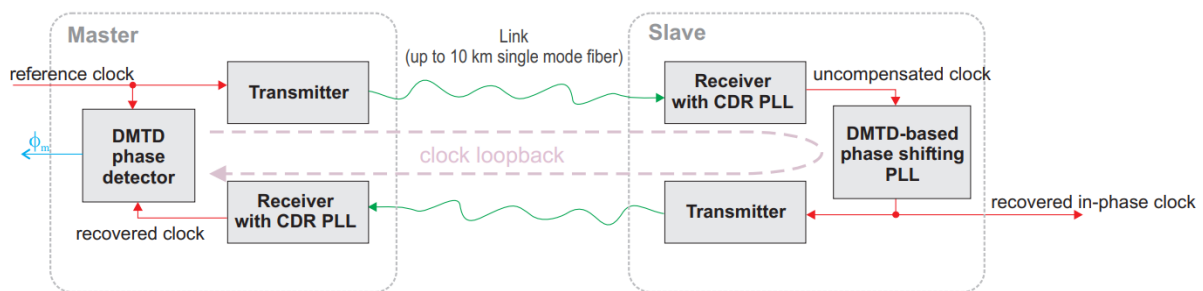 Master
Link
(up to 10 km single mode fiber)
Slave
reference clock
Transmitter
Receiver
with CDR PLL
uncompensated clock
DMTD
phase
detector
ϕm
clock loopback
DMTD-based
phase shifting
PLL
Receiver
with CDR PLL
recovered clock
Transmitter
recovered in-phase clock